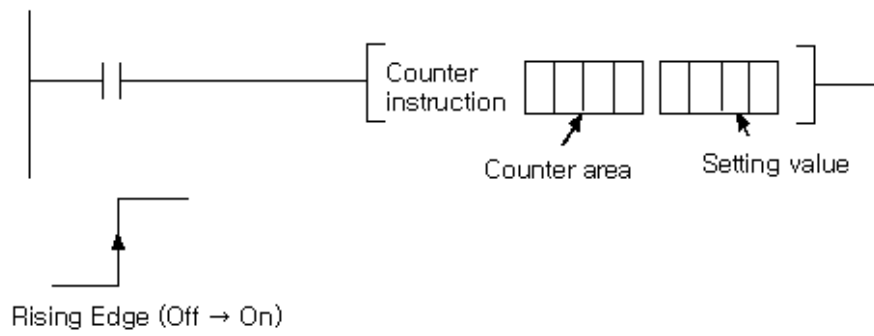 Counter
instruction
Counter area
Setting value
Rising Edge (Off → On)